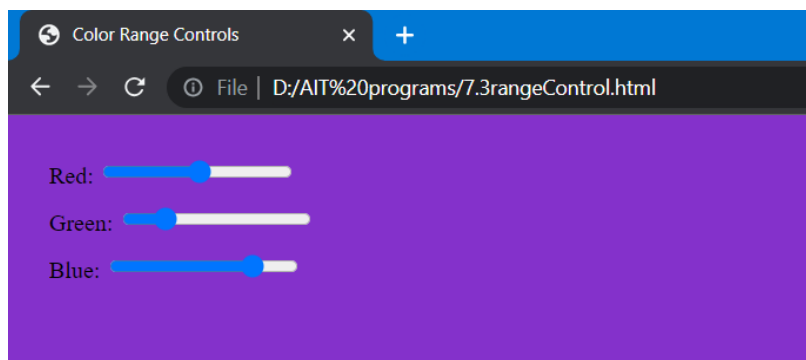 Color Range Controls
File | D:/AIT%20programs/7.3rangeControl.html
Red:
Green:
Blue: